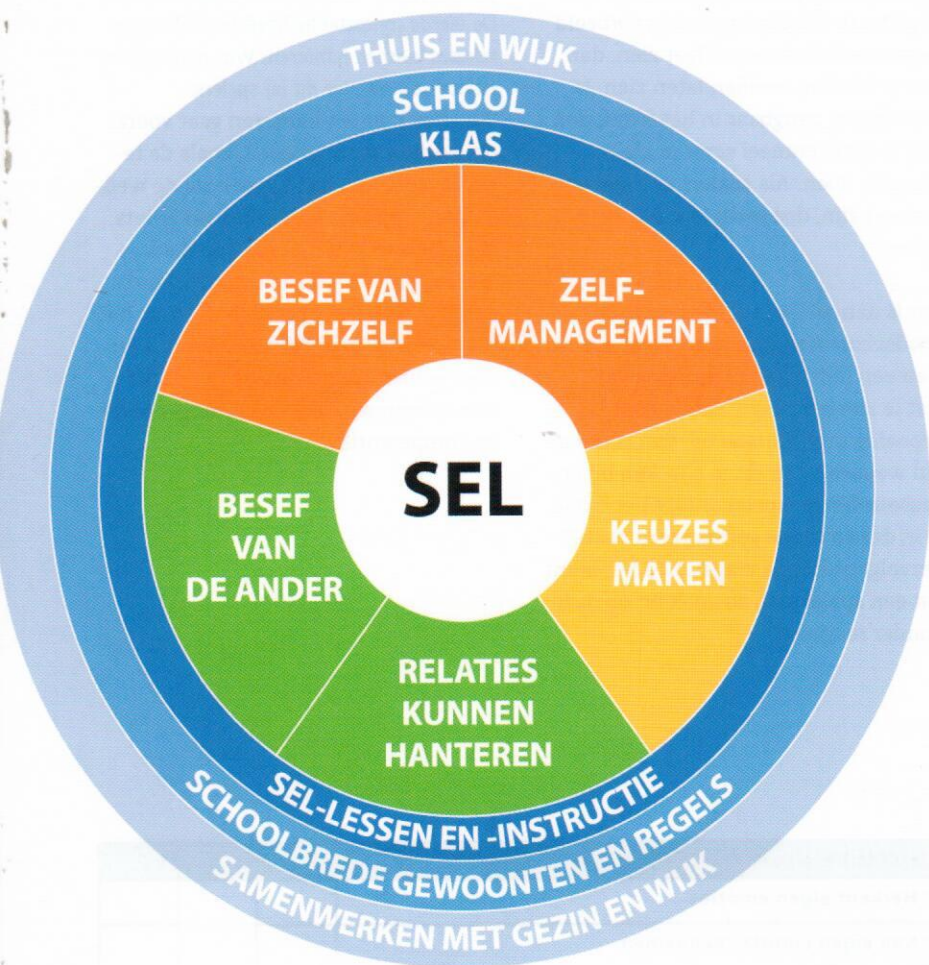 THUIS EN WIJK
SCHOOL
KLAS
BESEF VAN
ZICHZELF
ZELF-
MANAGEMENT
SEL
BESEF
VAN
DE ANDER
KEUZES
MAKEN
RELATIES
KUNNEN
HANTEREN
SEL-LESSEN EN -INSTRUCTIE
SCHOOLBREDE GEWOONTEN EN REGELS
SAMENWERKEN MET GEZIN EN WIJK